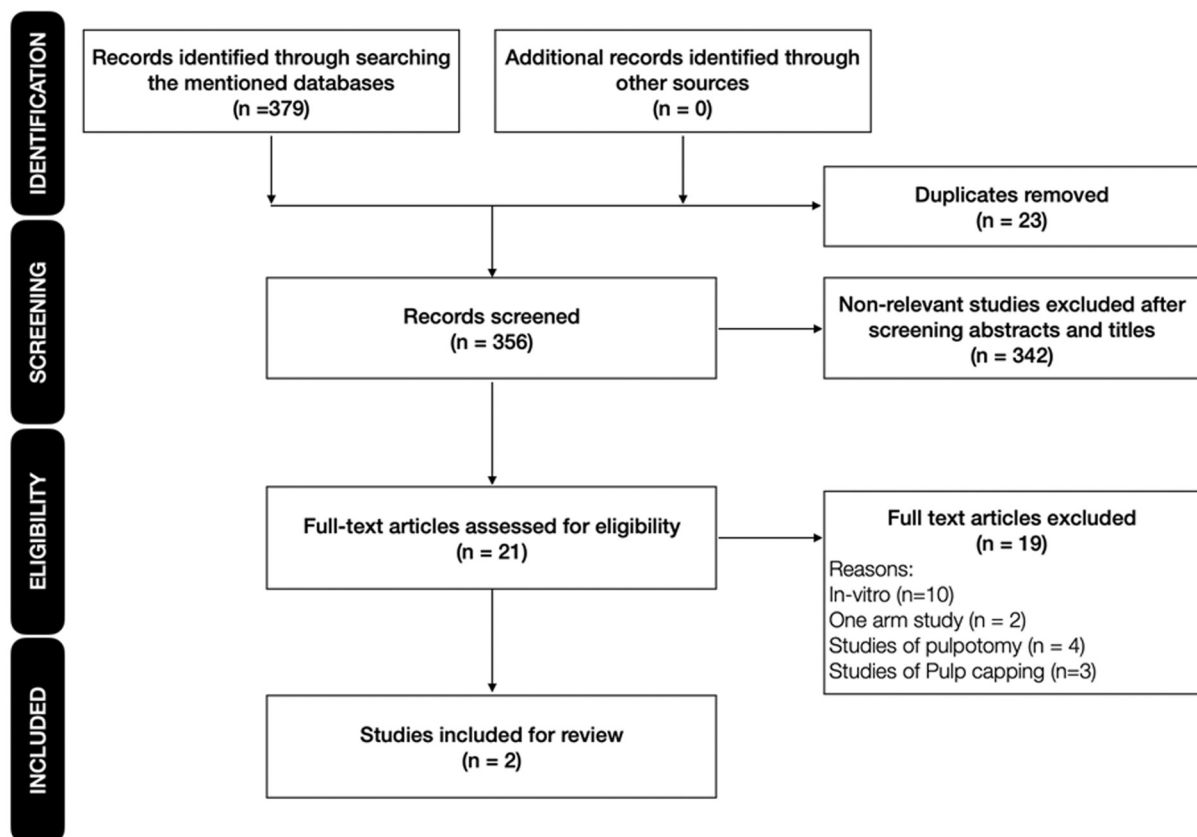 IDENTIFICATION
Records identified through searching
the mentioned databases
(n =379)
Additional records identified through
other sources
(n = 0)
Duplicates removed
(n = 23)
SCREENING
Records screened
(n = 356)
Non-relevant studies excluded after
screening abstracts and titles
(n = 342)
ELIGIBILITY
Full-text articles assessed for eligibility
(n = 21)
Full text articles excluded
(n = 19)
Reasons:
In-vitro (n=10)
One arm study (n = 2)
Studies of pulpotomy (n = 4)
Studies of Pulp capping (n=3)
INCLUDED
Studies included for review
(n = 2)